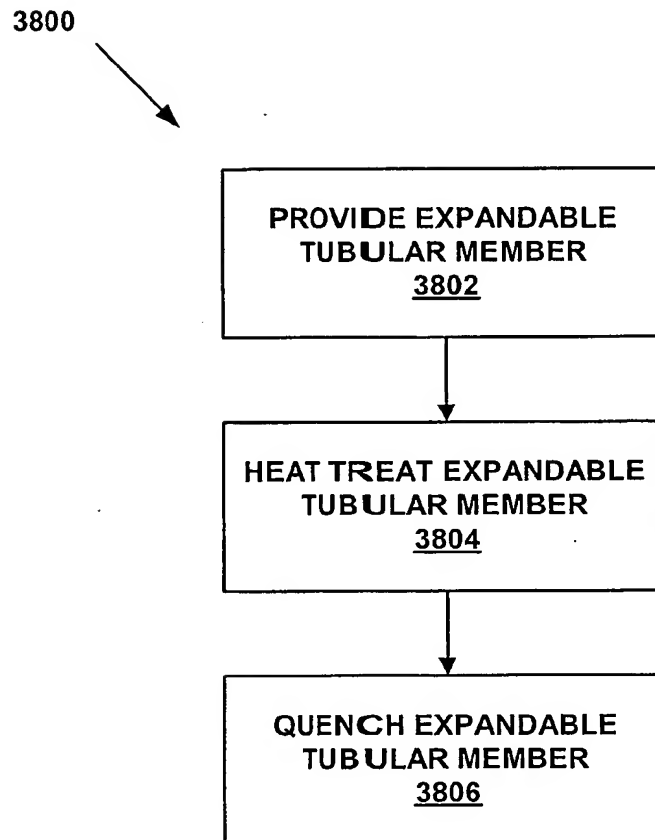 3800
PROVIDE EXPANDABLE
TUBULAR MEMBER
3802
HEAT TREAT EXPANDABLE
TUBULAR MEMBER
3804
QUENCH EXPANDABLE
TUBULAR MEMBER
3806